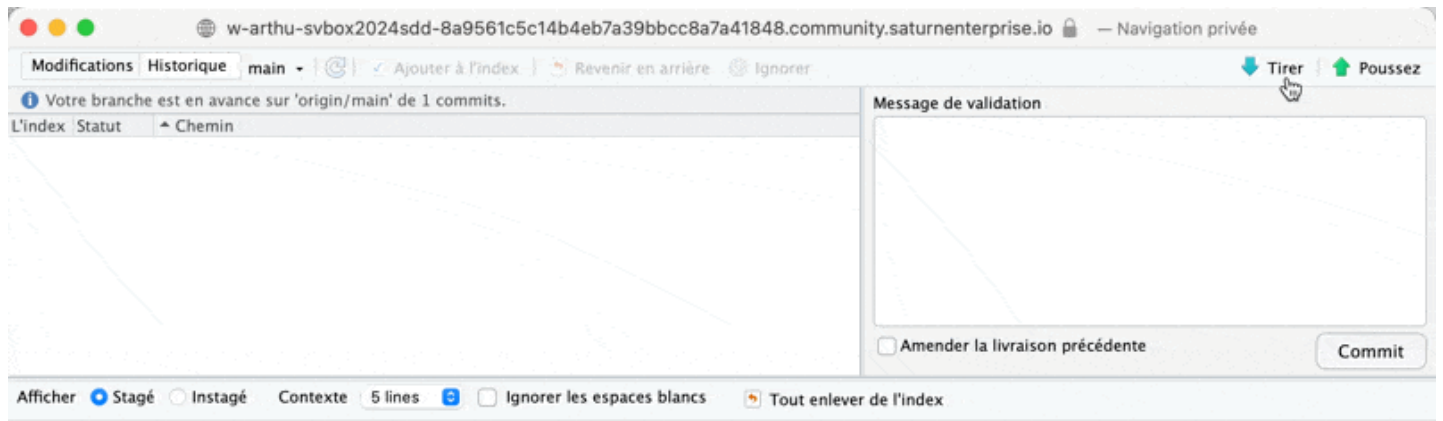 w-arthu-svbox2024sdd-8a9561c5c14b4eb7a39bbcc8a7a41848.community.saturnenterprise.io — Navigation privée
Modifications Historique main Ajouter à l'index Revenir en arrière Ignorer Tirer Poussez
Votre branche est en avance sur 'origin/main' de 1 commits.
Message de validation
L'index Statut Chemin
Amender la livraison précédente
Commit
Afficher Stagé Instagé Contexte 5 lines Ignorer les espaces blancs Tout enlever de l'index